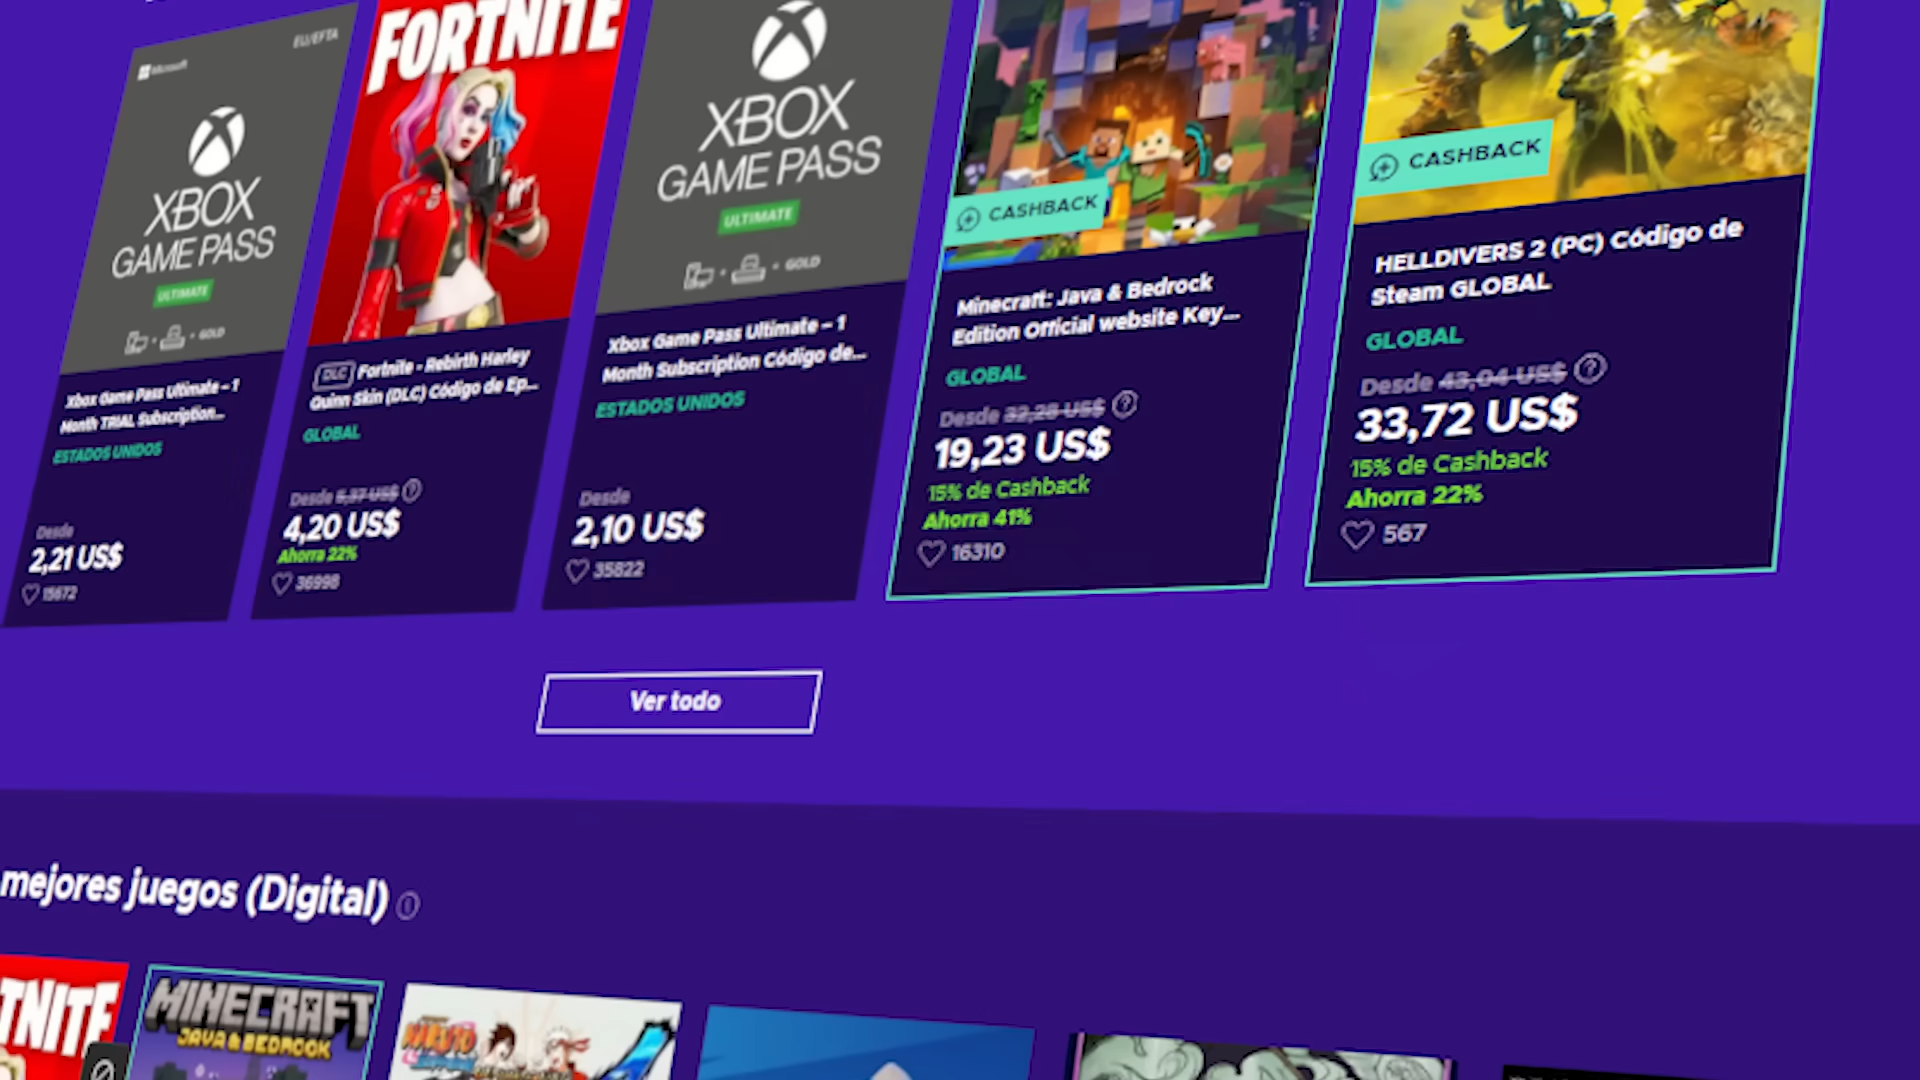 Microsoft
EU/EFTA
XBOX
GAME PASS
ULTIMATE
GOLD
Xbox Game Pass Ultimate – 1
Month TRIAL Subscription...
ESTADOS UNIDOS
Desde
2,21 US$
15672
FORTNITE
DLC Fortnite - Rebirth Harley
Quinn Skin (DLC) Código de Ep...
GLOBAL
Desde 5,37 US$
4,20 US$
Ahorra 22%
36998
XBOX
GAME PASS
ULTIMATE
GOLD
Xbox Game Pass Ultimate – 1
Month Subscription Código de...
ESTADOS UNIDOS
Desde
2,10 US$
35822
CASHBACK
Minecraft: Java & Bedrock
Edition Official website Key...
GLOBAL
Desde 32,28 US$
19,23 US$
15% de Cashback
Ahorra 41%
16310
CASHBACK
HELLDIVERS 2 (PC) Código de
Steam GLOBAL
GLOBAL
Desde 43,04 US$
33,72 US$
15% de Cashback
Ahorra 22%
567
Ver todo
mejores juegos (Digital)
TNITE
MINECRAFT
JAVA & BEDROCK
NARUTO